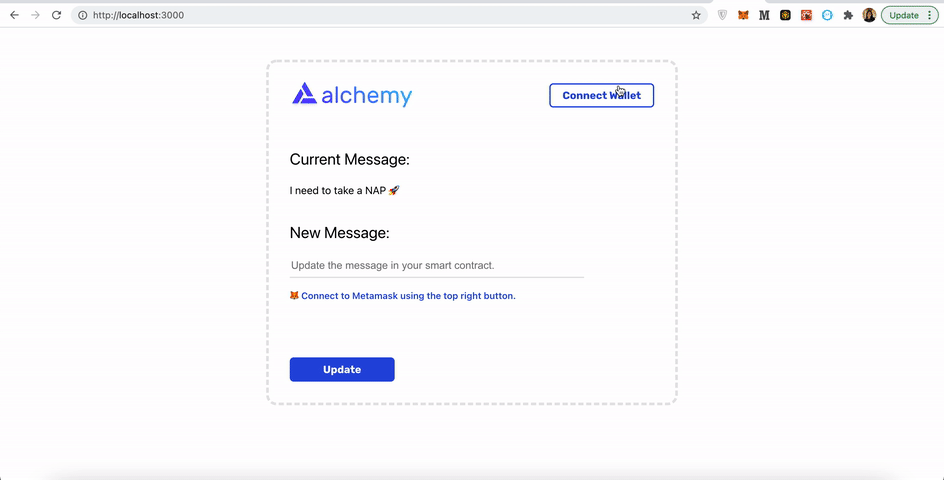 http://localhost:3000
Update
alchemy
Connect Wallet
Current Message:
I need to take a NAP 🚀
New Message:
Update the message in your smart contract.
🦊 Connect to Metamask using the top right button.
Update